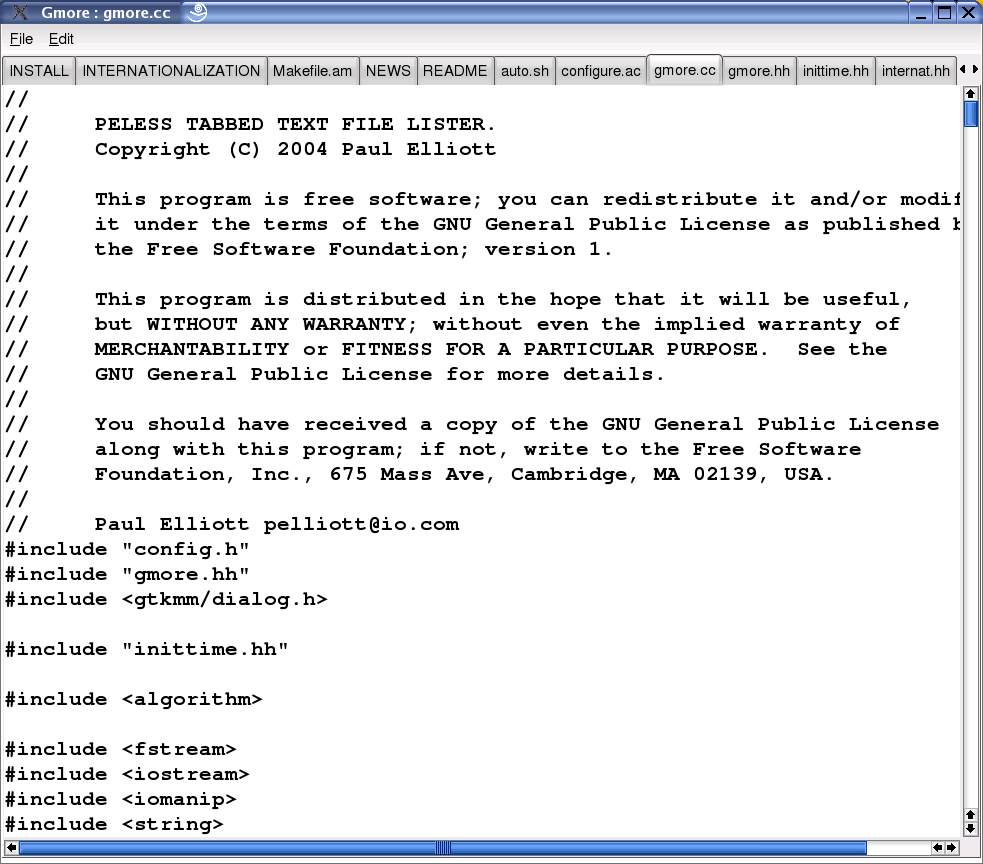 Gmore : gmore.cc
File Edit
INSTALL INTERNATIONALIZATION Makefile.am NEWS README auto.sh configure.ac gmore.cc gmore.hh inittime.hh internat.hh
//
// PELESS TABBED TEXT FILE LISTER.
// Copyright (C) 2004 Paul Elliott
//
// This program is free software; you can redistribute it and/or modif
// it under the terms of the GNU General Public License as published b
// the Free Software Foundation; version 1.
//
// This program is distributed in the hope that it will be useful,
// but WITHOUT ANY WARRANTY; without even the implied warranty of
// MERCHANTABILITY or FITNESS FOR A PARTICULAR PURPOSE.  See the
// GNU General Public License for more details.
//
// You should have received a copy of the GNU General Public License
// along with this program; if not, write to the Free Software
// Foundation, Inc., 675 Mass Ave, Cambridge, MA 02139, USA.
//
// Paul Elliott pelliott@io.com
#include "config.h"
#include "gmore.hh"
#include <gtkmm/dialog.h>
#include "inittime.hh"
#include <algorithm>
#include <fstream>
#include <iostream>
#include <iomanip>
#include <string>